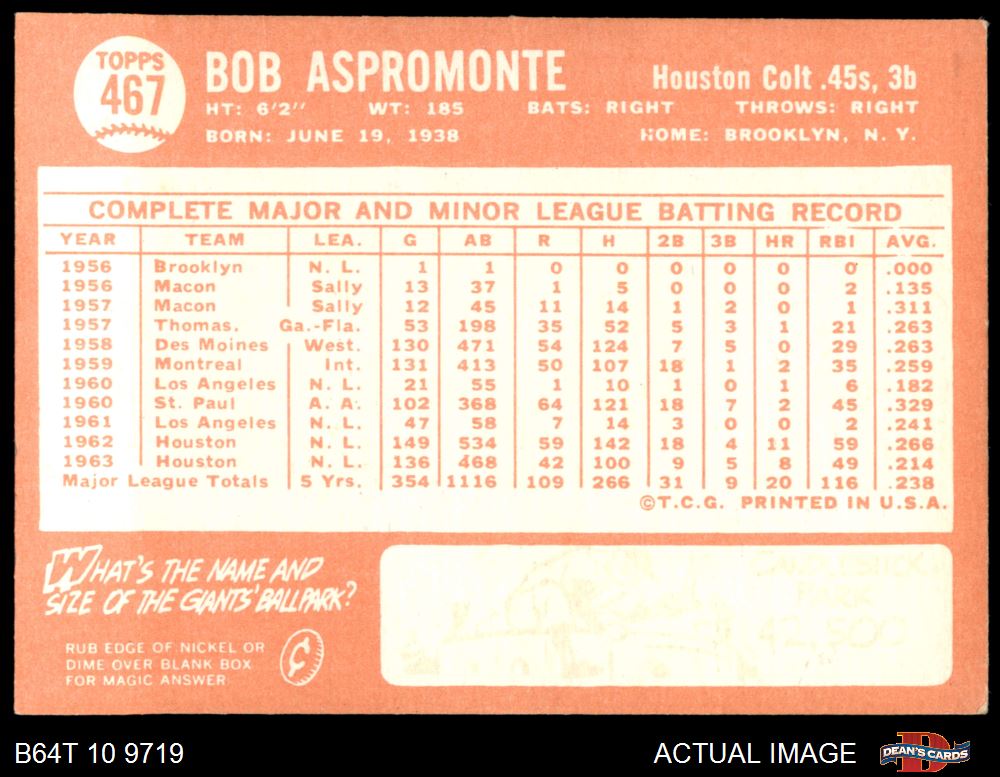 TOPPS
467
BOB ASPROMONTE
Houston Colt .45s, 3b
HT: 6'2" WT: 185 BATS: RIGHT THROWS: RIGHT
BORN: JUNE 19, 1938 HOME: BROOKLYN, N. Y.
COMPLETE MAJOR AND MINOR LEAGUE BATTING RECORD
YEAR TEAM LEA. G AB R H 2B 3B HR RBI AVG.
1956 Brooklyn N. L. 1 1 0 0 0 0 0 0 .000
1956 Macon Sally 13 37 1 5 0 0 0 2 .135
1957 Macon Sally 12 45 11 14 1 2 0 1 .311
1957 Thomas. Ga.-Fla. 53 198 35 52 5 3 1 21 .263
1958 Des Moines West. 130 471 54 124 7 5 0 29 .263
1959 Montreal Int. 131 413 50 107 18 1 2 35 .259
1960 Los Angeles N. L. 21 55 1 10 1 0 1 6 .182
1960 St. Paul A. A. 102 368 64 121 18 7 2 45 .329
1961 Los Angeles N. L. 47 58 7 14 3 0 0 2 .241
1962 Houston N. L. 149 534 59 142 18 4 11 59 .266
1963 Houston N. L. 136 468 42 100 9 5 8 49 .214
Major League Totals 5 Yrs. 354 1116 109 266 31 9 20 116 .238
©T.C.G. PRINTED IN U.S.A.
WHAT'S THE NAME AND
SIZE OF THE GIANTS' BALLPARK?
RUB EDGE OF NICKEL OR
DIME OVER BLANK BOX
FOR MAGIC ANSWER.
CANDLESTICK
PARK
42,500
B64T 10 9719
ACTUAL IMAGE
DEAN'S CARDS